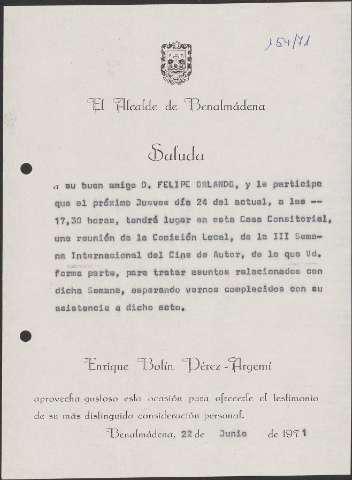 154/71
El Alcalde de Benalmádena
Saluda
a su buen amigo D. FELIPE ORLANDO, y le participa
que el próximo Jueves día 24 del actual, a las --
17,30 horas, tendrá lugar en esta Casa Consitorial,
una reunión de la Comisión Local, de la III Sema-
na Internacional del Cine de Autor, de la que Vd.
forma parte, para tratar asuntos relacionados con
dicha Semana, esperando vernos complacidos con su
asistencia a dicho acto.
Enrique Bolín Pérez-Argemí
aprovecha gustoso esta ocasión para ofrecerle el testimonio
de su más distinguida consideración personal.
Benalmádena, 22 de Junio de 1971